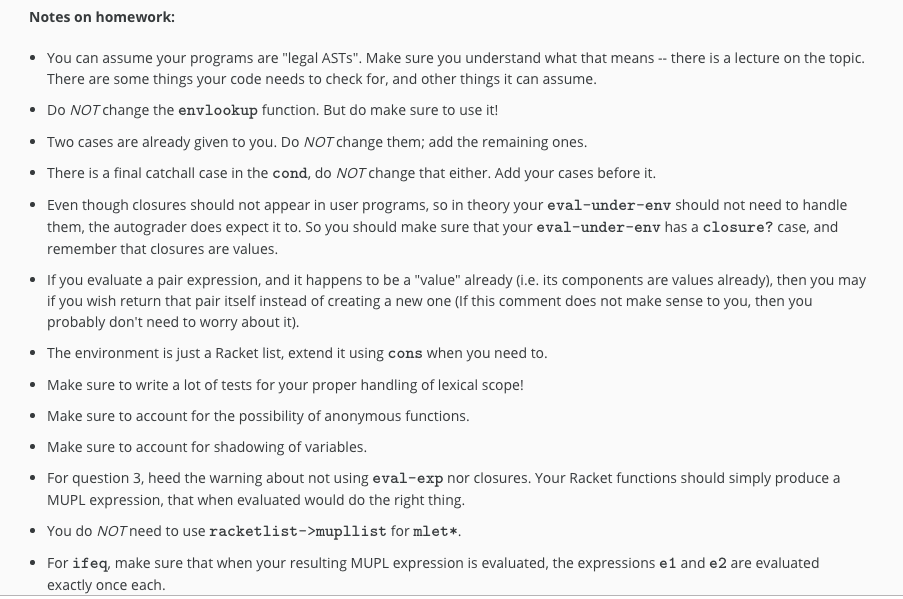 Notes on homework:
You can assume your programs are "legal ASTs". Make sure you understand what that means -- there is a lecture on the topic.
There are some things your code needs to check for, and other things it can assume.
Do NOT change the envlookup function. But do make sure to use it!
Two cases are already given to you. Do NOT change them; add the remaining ones.
There is a final catchall case in the cond, do NOT change that either. Add your cases before it.
Even though closures should not appear in user programs, so in theory your eval-under-env should not need to handle
them, the autograder does expect it to. So you should make sure that your eval-under-env has a closure? case, and
remember that closures are values.
If you evaluate a pair expression, and it happens to be a "value" already (i.e. its components are values already), then you may
if you wish return that pair itself instead of creating a new one (If this comment does not make sense to you, then you
probably don't need to worry about it).
The environment is just a Racket list, extend it using cons when you need to.
Make sure to write a lot of tests for your proper handling of lexical scope!
Make sure to account for the possibility of anonymous functions.
Make sure to account for shadowing of variables.
For question 3, heed the warning about not using eval-exp nor closures. Your Racket functions should simply produce a
MUPL expression, that when evaluated would do the right thing.
You do NOT need to use racketlist->mupllist for mlet*.
For ifeq, make sure that when your resulting MUPL expression is evaluated, the expressions e1 and e2 are evaluated
exactly once each.